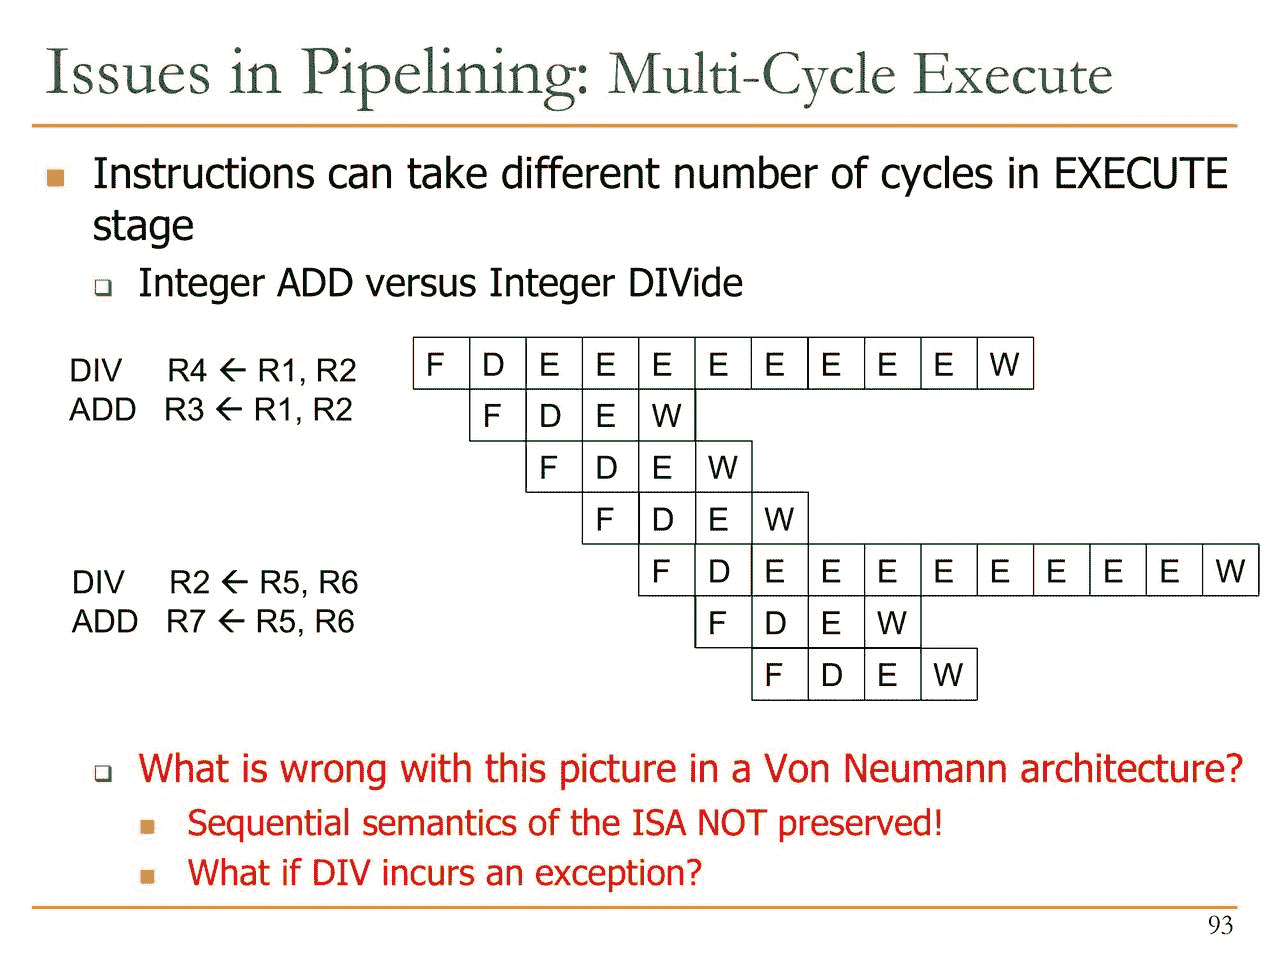 Issues in Pipelining: Multi-Cycle Execute
Instructions can take different number of cycles in EXECUTE
stage
Integer ADD versus Integer DIVide
DIV R4 ← R1, R2
ADD R3 ← R1, R2
F D E E E E E E E E W
F D E W
F D E W
F D E W
DIV R2 ← R5, R6
ADD R7 ← R5, R6
F D E E E E E E E E W
F D E W
F D E W
What is wrong with this picture in a Von Neumann architecture?
Sequential semantics of the ISA NOT preserved!
What if DIV incurs an exception?
93